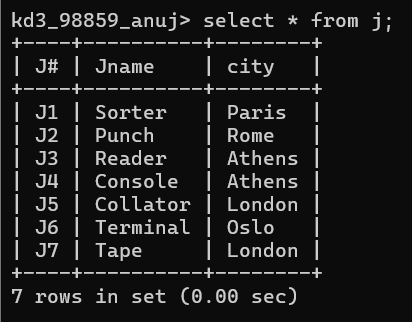 kd3_98859_anuj> select * from j;
+----+----------+--------+
| J# | Jname    | city   |
+----+----------+--------+
| J1 | Sorter   | Paris  |
| J2 | Punch    | Rome   |
| J3 | Reader   | Athens |
| J4 | Console  | Athens |
| J5 | Collator | London |
| J6 | Terminal | Oslo   |
| J7 | Tape     | London |
+----+----------+--------+
7 rows in set (0.00 sec)